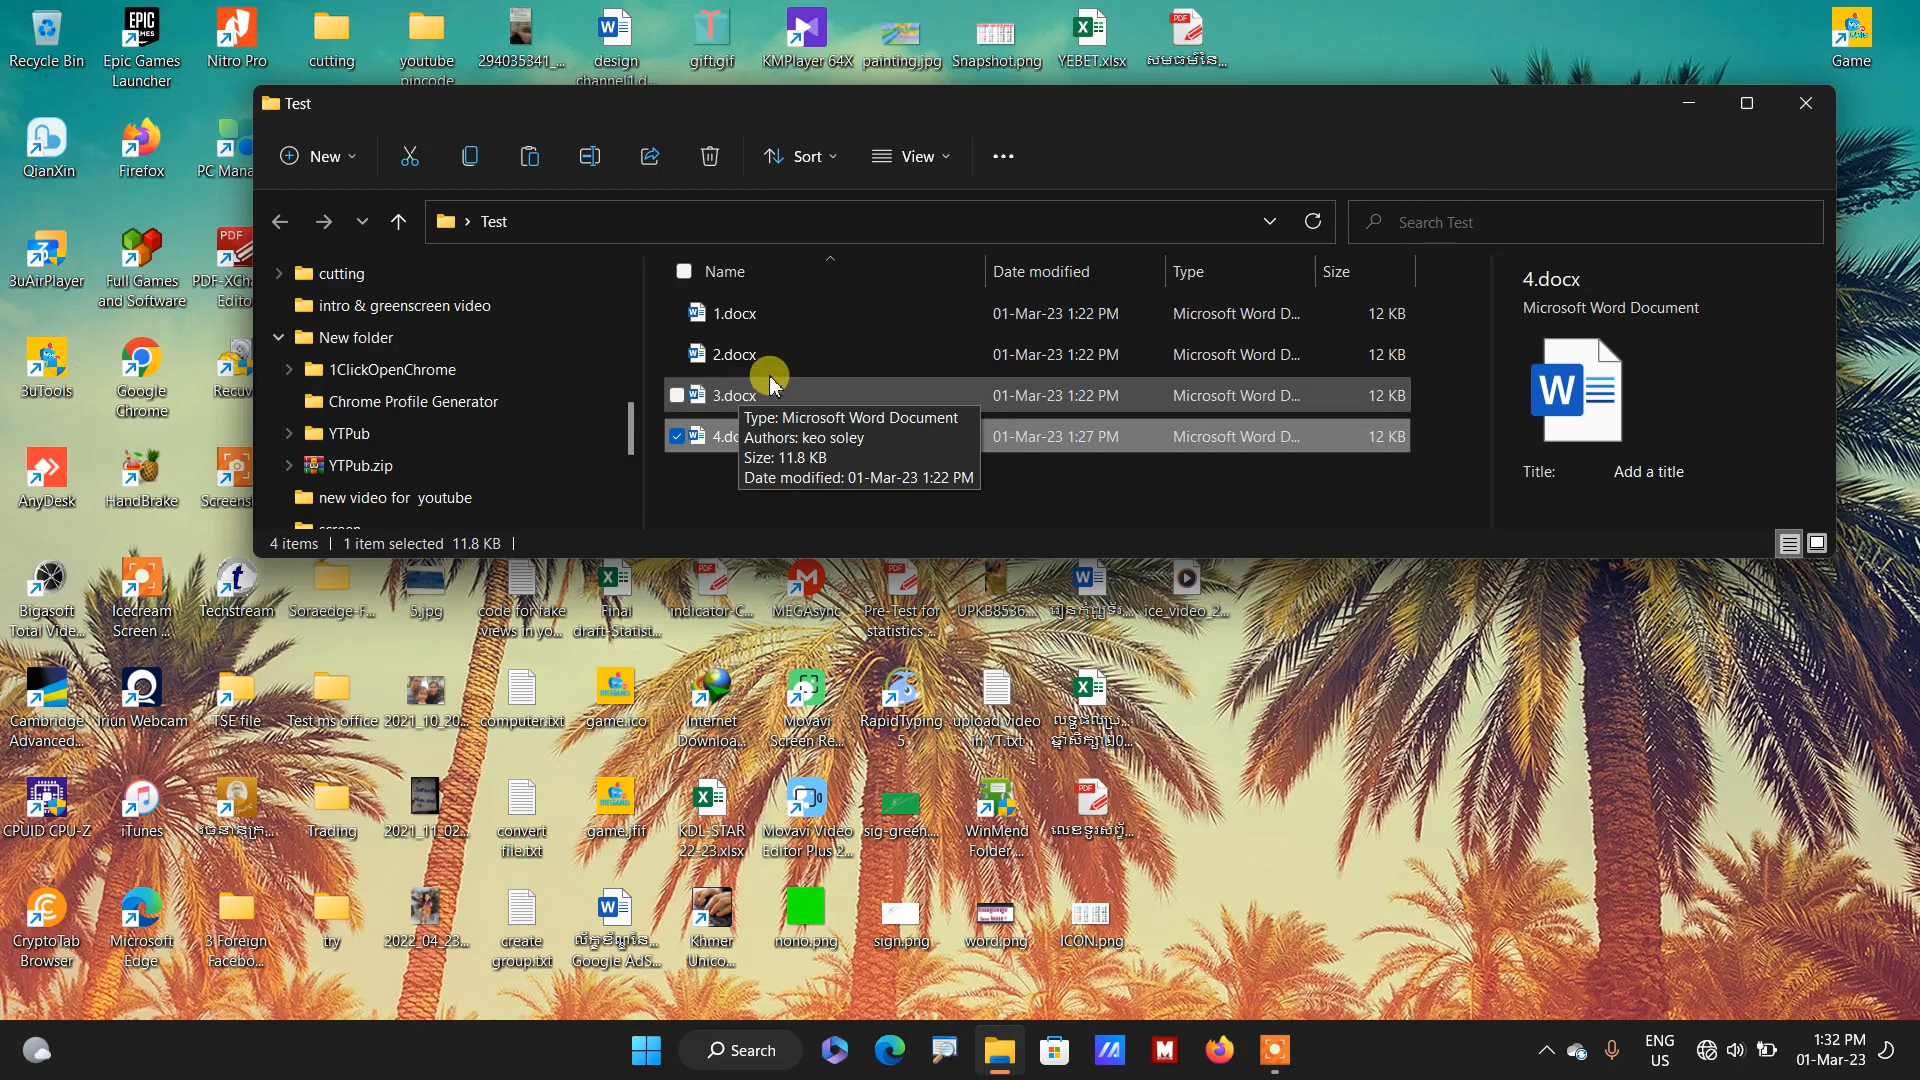 Recycle Bin
Epic Games
Launcher
Nitro Pro
cutting
youtube
pincode
294035341_...
design
channel1.d...
gift.gif
KMPlayer 64X
painting.jpg
Snapshot.png
YEBET.xlsx
Game
Test
New
Sort
View
Test
Search Test
cutting
intro & greenscreen video
New folder
1ClickOpenChrome
Chrome Profile Generator
YTPub
YTPub.zip
new video for youtube
Name
Date modified
Type
Size
1.docx
01-Mar-23 1:22 PM
Microsoft Word D...
12 KB
2.docx
01-Mar-23 1:22 PM
Microsoft Word D...
12 KB
3.docx
01-Mar-23 1:22 PM
Microsoft Word D...
12 KB
4.dc
01-Mar-23 1:27 PM
Microsoft Word D...
12 KB
Type: Microsoft Word Document
Authors: keo soley
Size: 11.8 KB
Date modified: 01-Mar-23 1:22 PM
4.docx
Microsoft Word Document
Title:
Add a title
4 items
1 item selected 11.8 KB
QianXin
Firefox
PC Mana
3uAirPlayer
Full Games
and Software
PDF-XCha
Edito
3uTools
Google
Chrome
Recuv
AnyDesk
HandBrake
Screens
Bigasoft
Total Vide...
Icecream
Screen ...
Techstream
Soraedge-F...
5.jpg
code for fake
views in yo...
Final
draft-Statist...
indicator-C...
MEGAsync
Pre-Test for
statistics ...
UPKB8536...
ice_video_2...
Cambridge
Advanced...
Iriun Webcam
TSE file
Test ms office
2021_10_20...
computer.txt
game.ico
Internet
Downloa...
Movavi
Screen Re...
RapidTyping
5
upload video
in YT.txt
CPUID CPU-Z
iTunes
Trading
2021_11_02...
convert
file.txt
game.jfif
KDL-STAR
22-23.xlsx
Movavi Video
Editor Plus 2...
sig-green....
WinMend
Folder ...
CryptoTab
Browser
Microsoft
Edge
3 Foreign
Facebo...
try
2022_04_23...
create
group.txt
Google AdS...
Khmer
Unico...
nono.png
sign.png
word.png
ICON.png
Search
ENG
US
1:32 PM
01-Mar-23